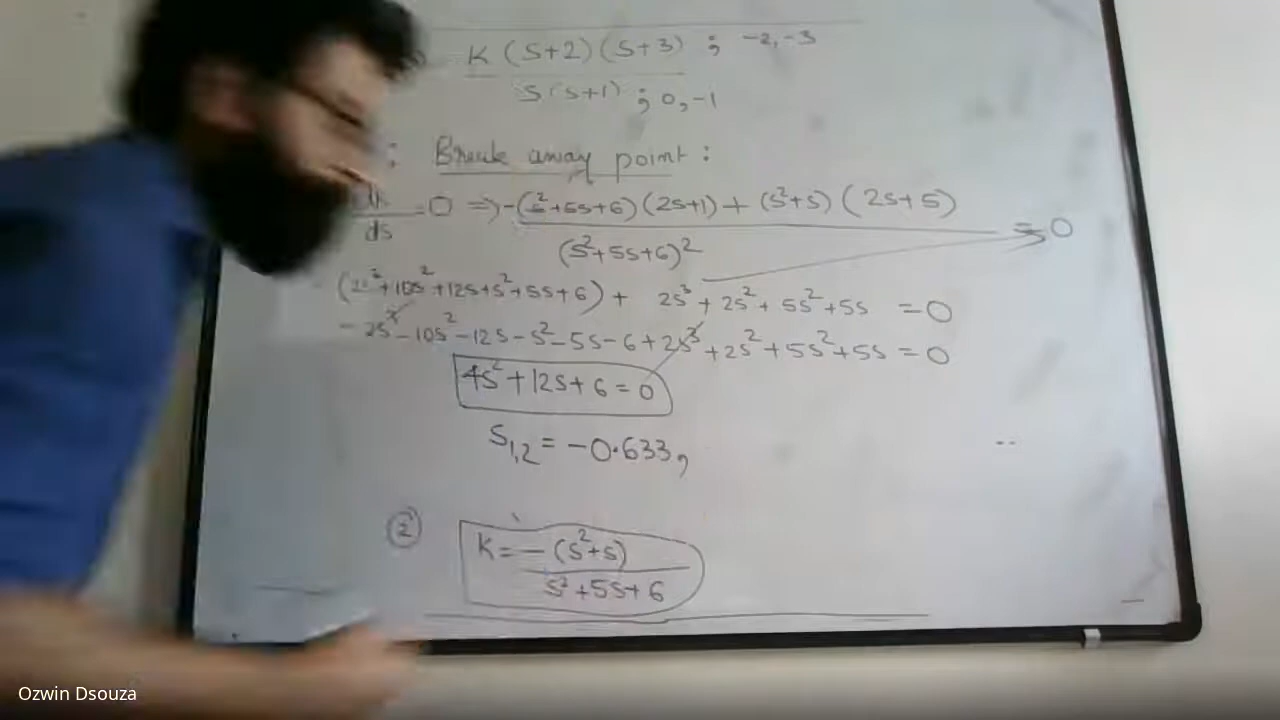 K (S+2) (S+3) ; -2, -3
S (S+1) ; 0, -1
: Break away point :
dk/ds = 0 ⇒ -(s²+5s+6)(2s+1) + (s²+s)(2s+5) = 0
(s²+5s+6)²
(2s³+10s²+12s+s²+5s+6) + 2s³+2s²+5s²+5s = 0
- 2s³-10s²-12s-s²-5s-6+2s³+2s²+5s²+5s = 0
4s²+12s+6 = 0
S1,2 = -0.633,
② K = -(s²+s)
s²+5s+6
Ozwin Dsouza